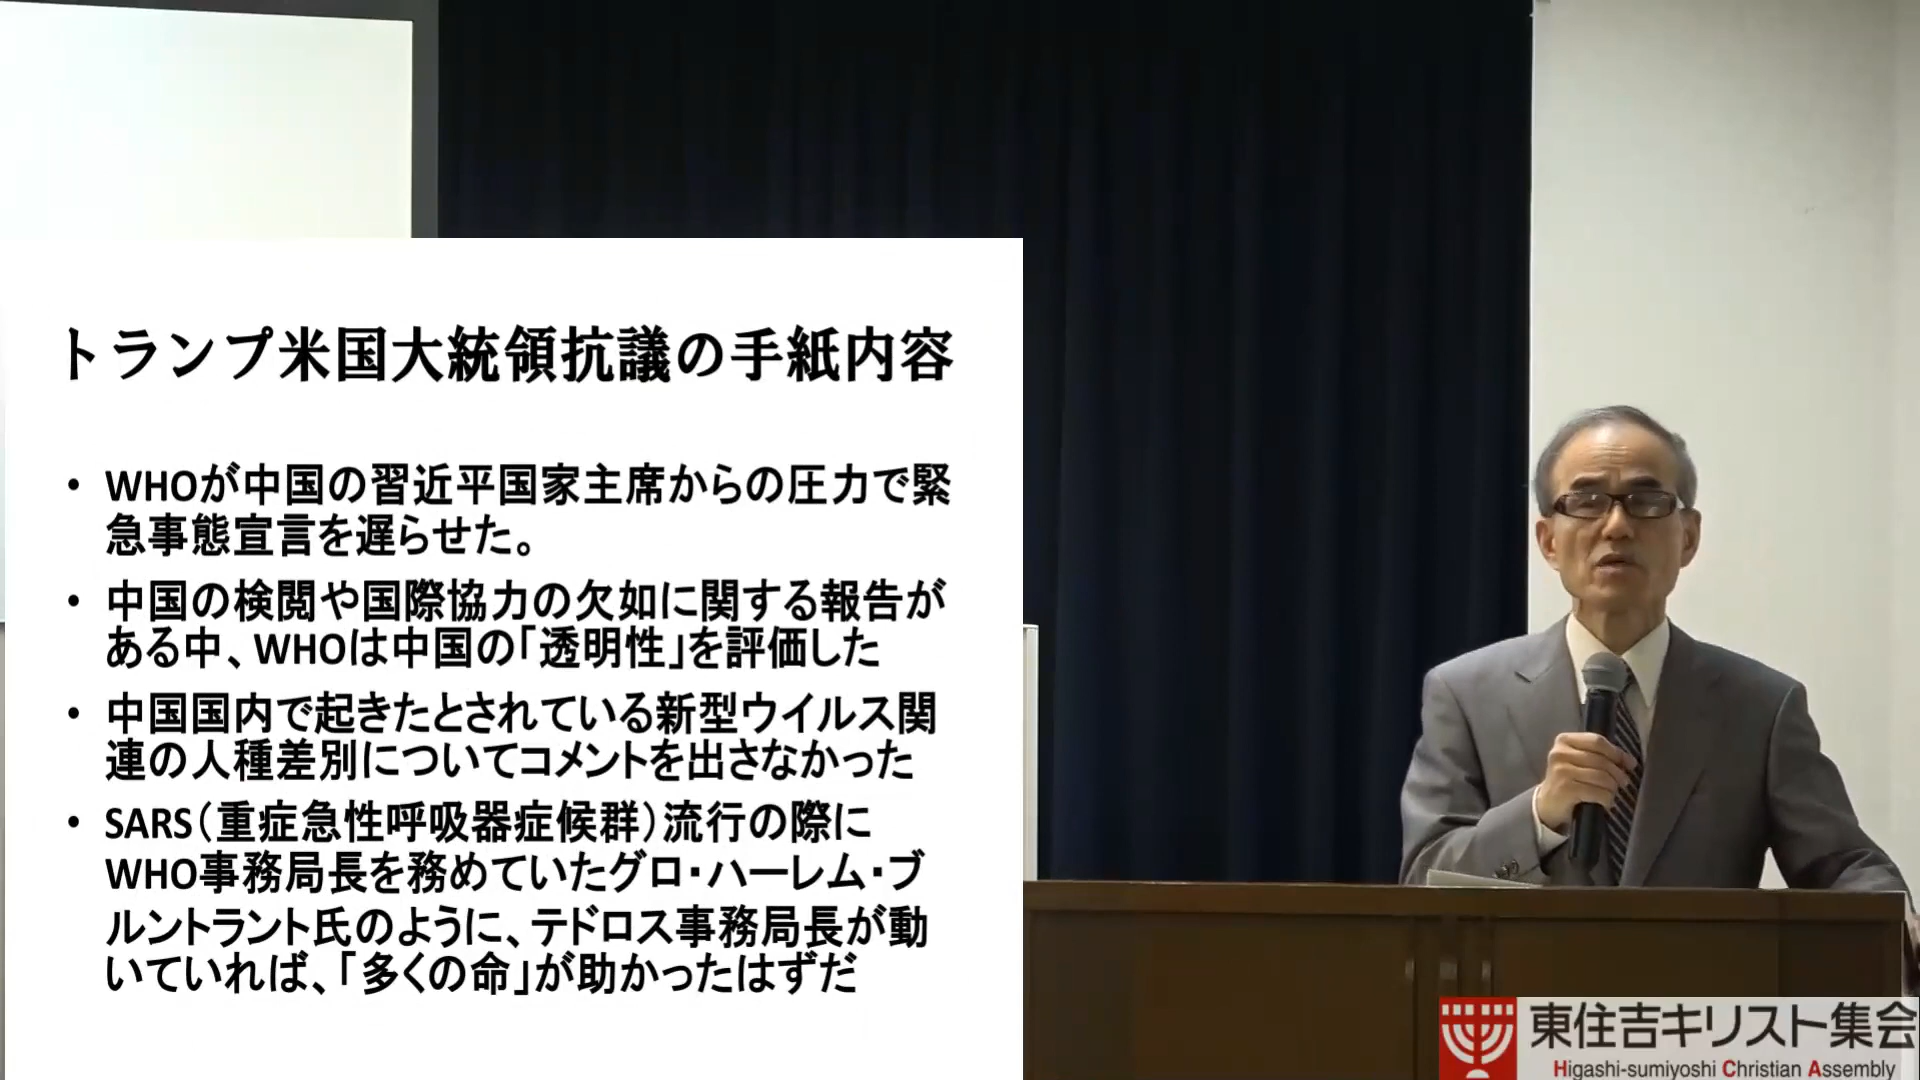 トランプ米国大統領抗議の手紙内容
• WHOが中国の習近平国家主席からの圧力で緊
急事態宣言を遅らせた。
• 中国の検閲や国際協力の欠如に関する報告が
ある中、WHOは中国の「透明性」を評価した
• 中国国内で起きたとされている新型ウイルス関
連の人種差別についてコメントを出さなかった
• SARS（重症急性呼吸器症候群）流行の際に
WHO事務局長を務めていたグロ・ハーレム・ブ
ルントラント氏のように、テドロス事務局長が動
いていれば、「多くの命」が助かったはずだ
東住吉キリスト集会
Higashi-sumiyoshi Christian Assembly